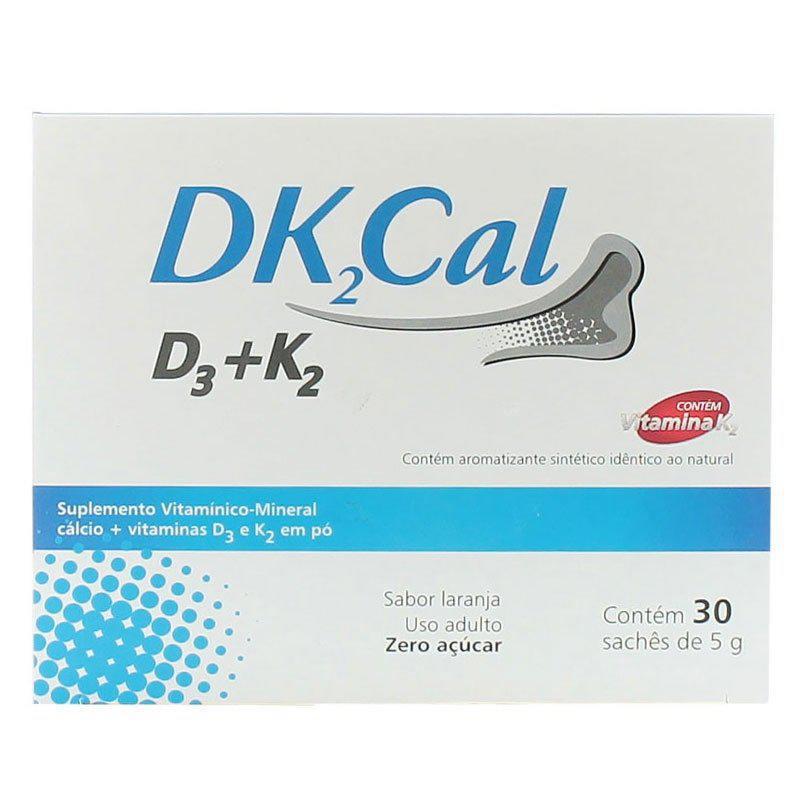 DK₂Cal
D₃+K₂
CONTÉM
Vitamina K₂
Contém aromatizante sintético idêntico ao natural
Suplemento Vitamínico-Mineral
cálcio + vitaminas D₃ e K₂ em pó
Sabor laranja
Uso adulto
Zero açúcar
Contém 30
sachês de 5 g